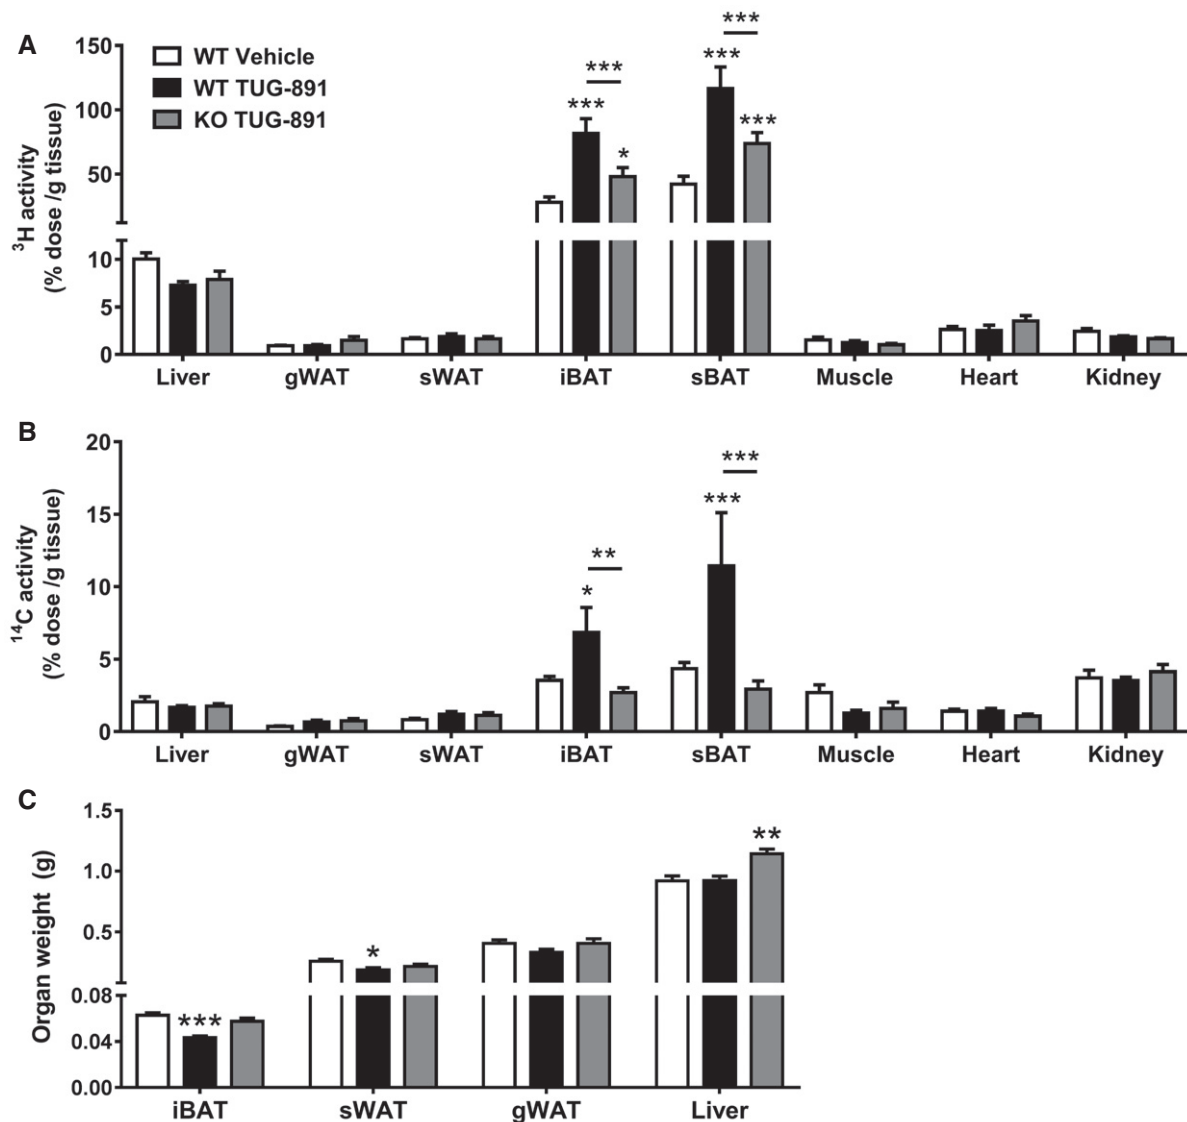 A
³H activity
(% dose /g tissue)
150
100
50
10
5
0
WT Vehicle
WT TUG-891
KO TUG-891
***
***
***
***
*
***
Liver gWAT sWAT iBAT sBAT Muscle Heart Kidney
B
¹⁴C activity
(% dose /g tissue)
20
15
10
5
0
***
***
**
*
Liver gWAT sWAT iBAT sBAT Muscle Heart Kidney
C
Organ weight (g)
1.5
1.0
0.5
0.08
0.04
0.00
**
*
***
iBAT sWAT gWAT Liver